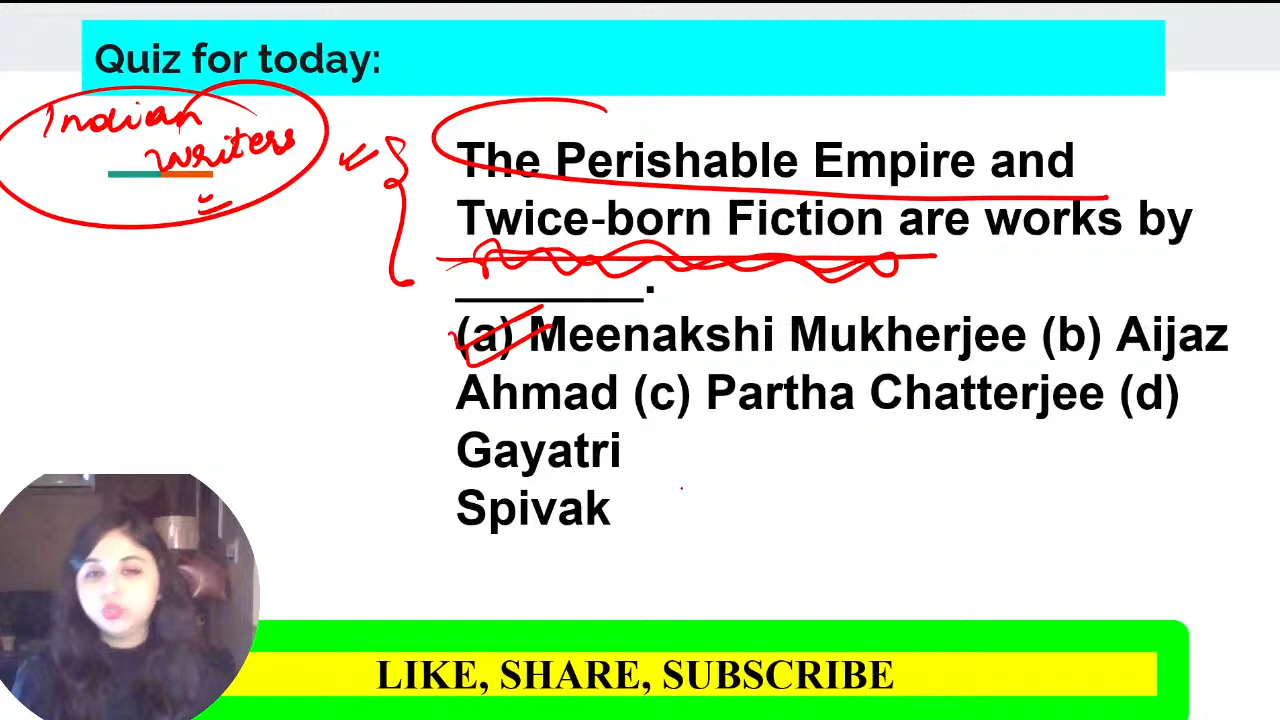 Quiz for today:
Indian
writers
The Perishable Empire and
Twice-born Fiction are works by
_______.
(a) Meenakshi Mukherjee (b) Aijaz
Ahmad (c) Partha Chatterjee (d)
Gayatri
Spivak
LIKE, SHARE, SUBSCRIBE